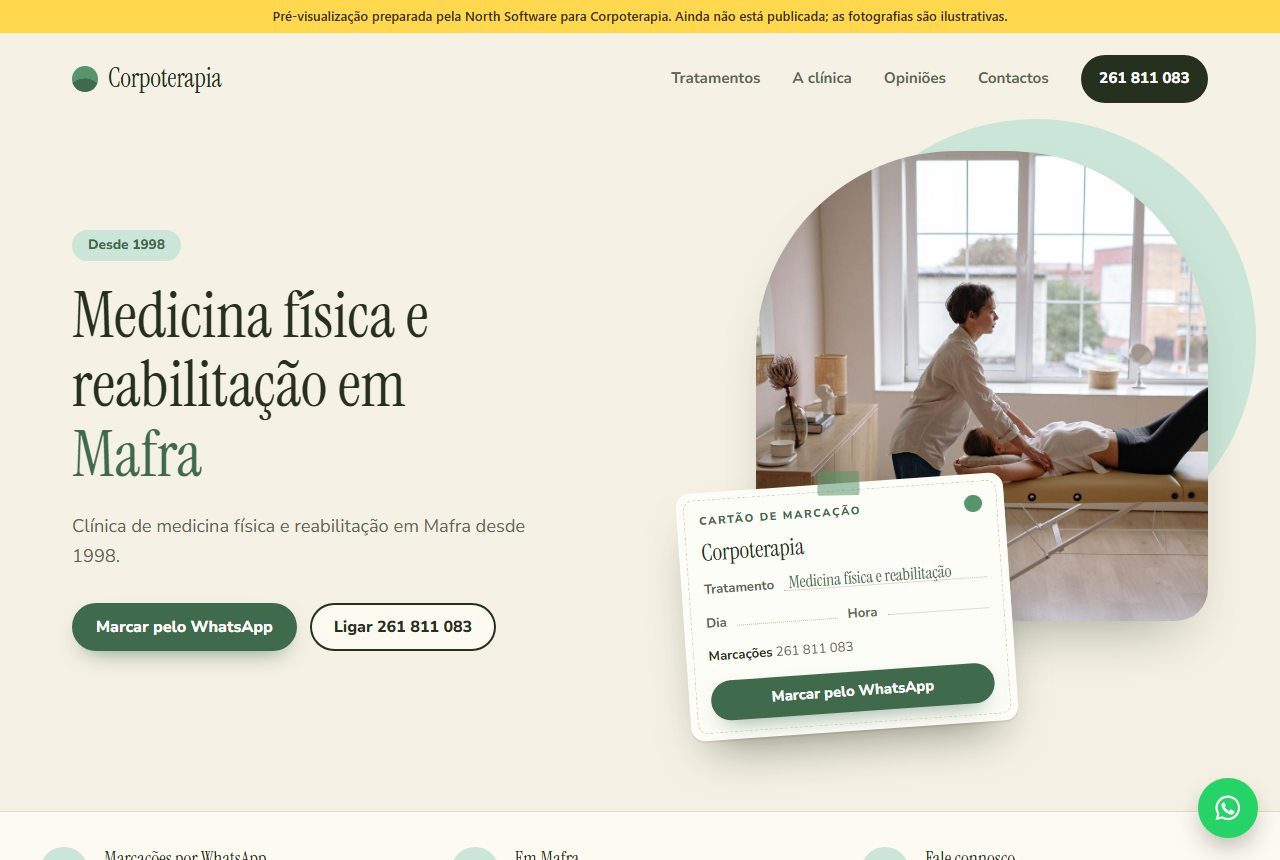 Pré-visualização preparada pela North Software para Corpoterapia. Ainda não está publicada; as fotografias são ilustrativas.
Corpoterapia
Tratamentos
A clínica
Opiniões
Contactos
261 811 083
Desde 1998
Medicina física e
reabilitação em
Mafra
Clínica de medicina física e reabilitação em Mafra desde
1998.
Marcar pelo WhatsApp
Ligar 261 811 083
CARTÃO DE MARCAÇÃO
Corpoterapia
Tratamento Medicina física e reabilitação
Dia Hora
Marcações 261 811 083
Marcar pelo WhatsApp
Marcações por WhatsApp
Em Mafra
Fale connosco